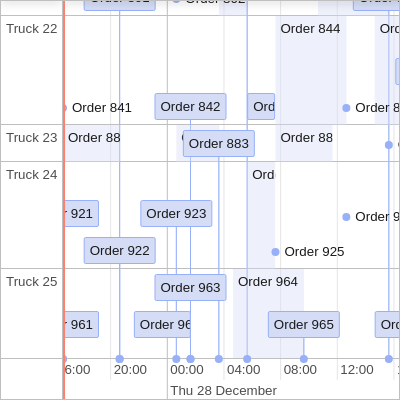 Truck 22
Order 844
Order 841
Order 842
Ord
Order 8
Truck 23
Order 88
Order 883
Order 88
Truck 24
Ord
921
Order 923
Order 9
Order 922
Order 925
Truck 25
Order 963
Order 964
961
Order 96
Order 965
Ord
6:00
20:00
00:00
04:00
08:00
12:00
Thu 28 December